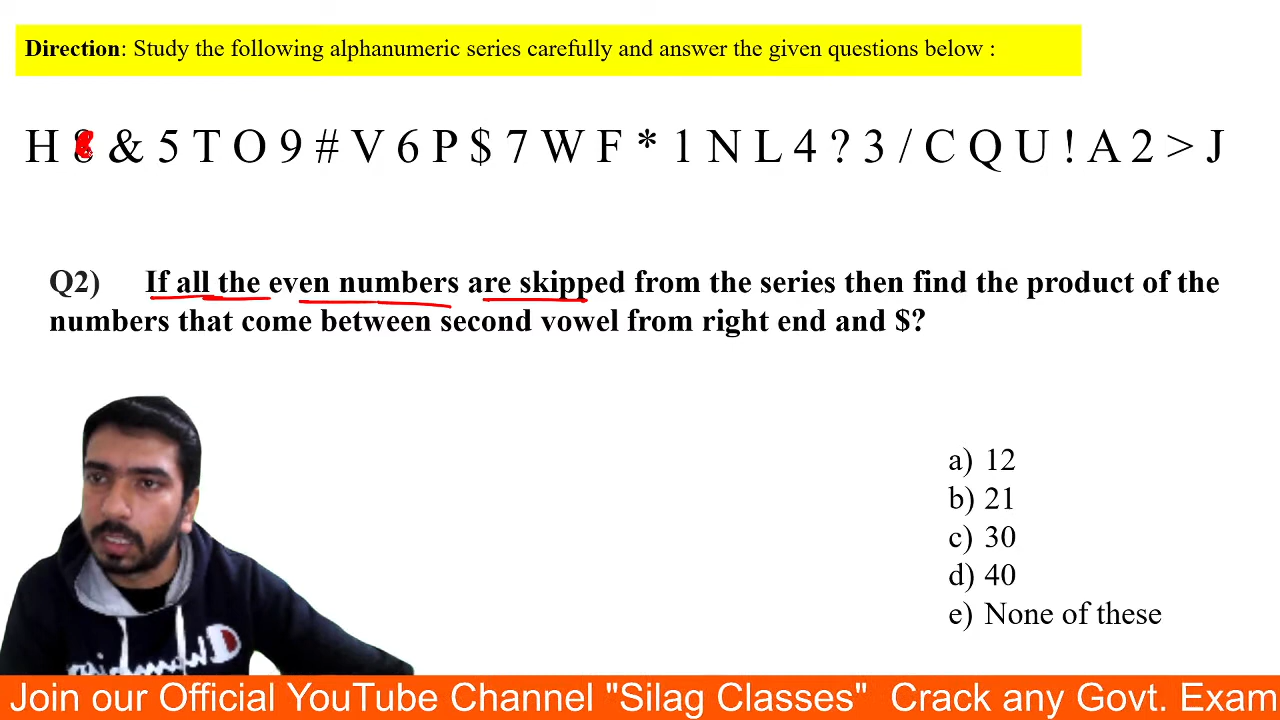 Direction: Study the following alphanumeric series carefully and answer the given questions below :
H 8 & 5 T O 9 # V 6 P $ 7 W F * 1 N L 4 ? 3 / C Q U ! A 2 > J
Q2) If all the even numbers are skipped from the series then find the product of the
numbers that come between second vowel from right end and $?
a) 12
b) 21
c) 30
d) 40
e) None of these
Join our Official YouTube Channel "Silag Classes" Crack any Govt. Exam